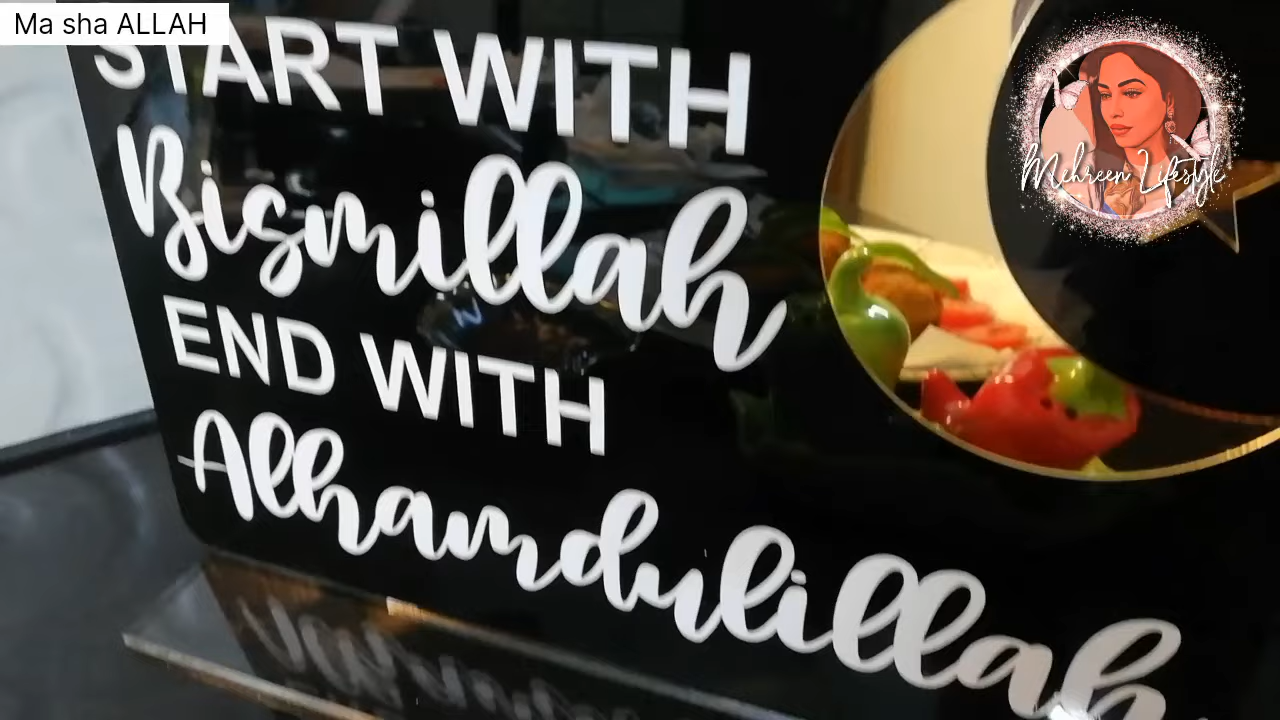 Ma sha ALLAH
START WITH
Bismillah
END WITH
Alhamdulillah
Mehreen Lifestyle